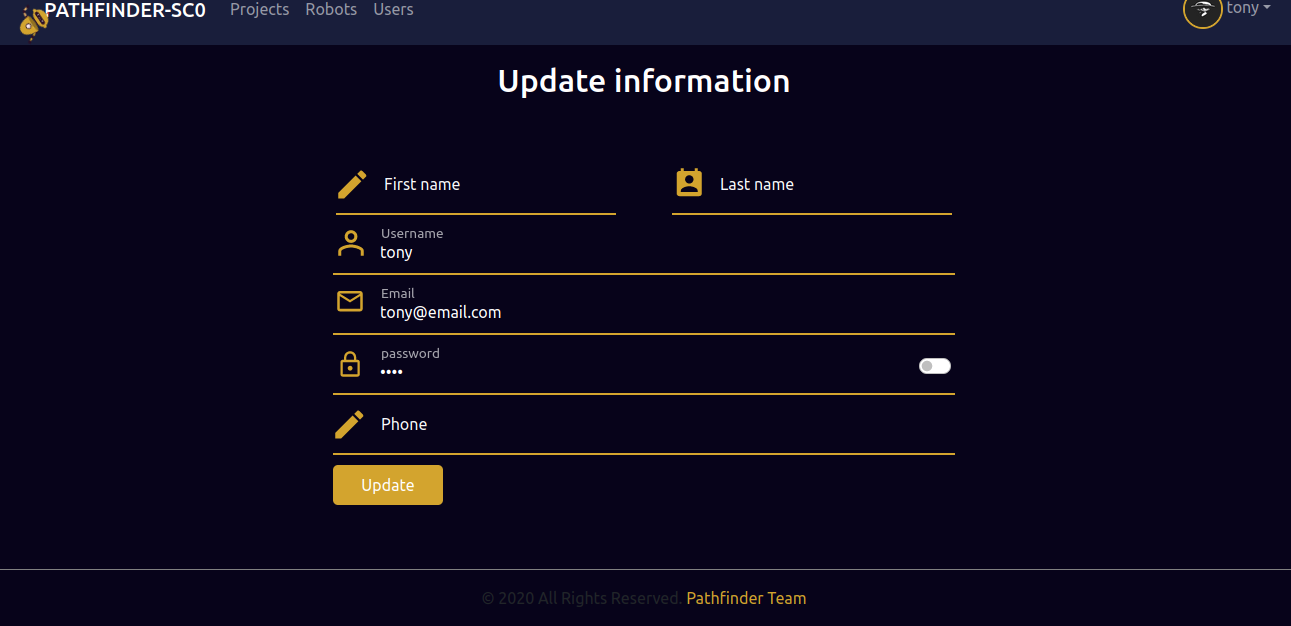 PATHFINDER-SC0 Projects Robots Users tony
Update information
First name Last name
Username
tony
Email
tony@email.com
password
••••
Phone
Update
© 2020 All Rights Reserved. Pathfinder Team